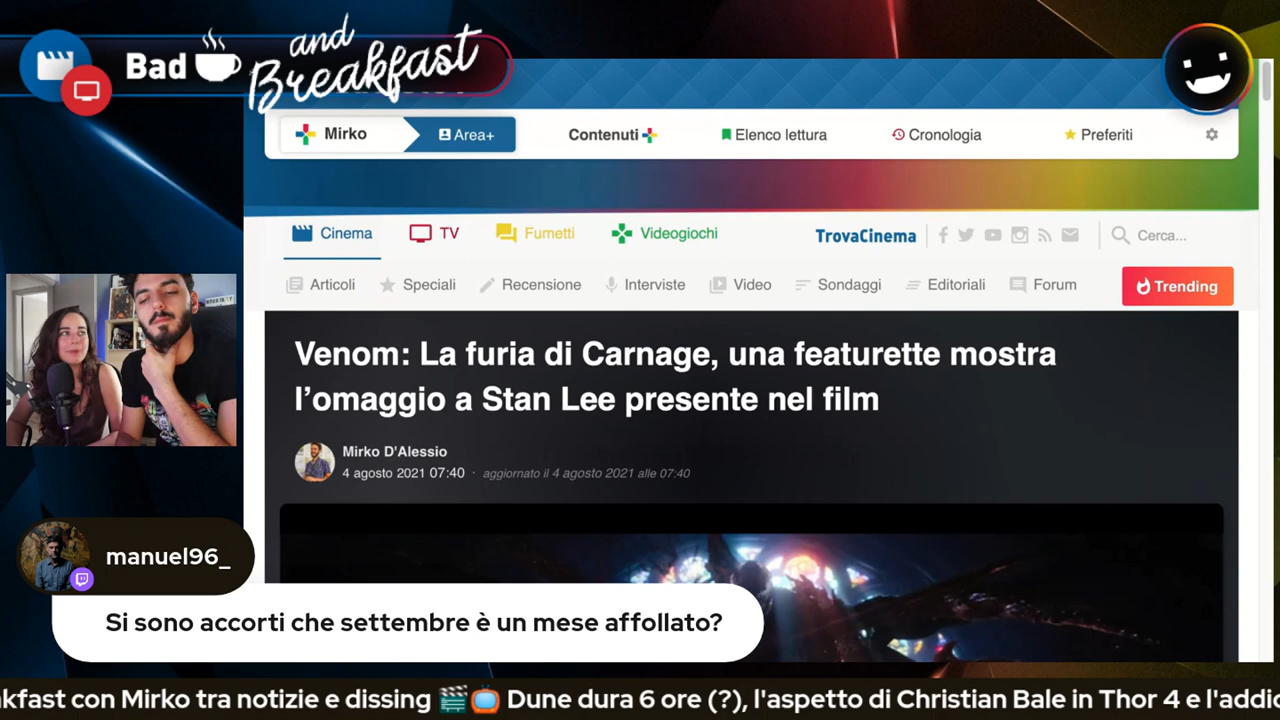 Bad and Breakfast
Mirko
Area+
Contenuti
Elenco lettura
Cronologia
Preferiti
Cinema
TV
Fumetti
Videogiochi
TrovaCinema
Cerca...
Articoli
Speciali
Recensione
Interviste
Video
Sondaggi
Editoriali
Forum
Trending
Venom: La furia di Carnage, una featurette mostra
l’omaggio a Stan Lee presente nel film
Mirko D'Alessio
4 agosto 2021 07:40 · aggiornato il 4 agosto 2021 alle 07:40
manuel96_
Si sono accorti che settembre è un mese affollato?
kfast con Mirko tra notizie e dissing 🎬📺 Dune dura 6 ore (?), l'aspetto di Christian Bale in Thor 4 e l'addi